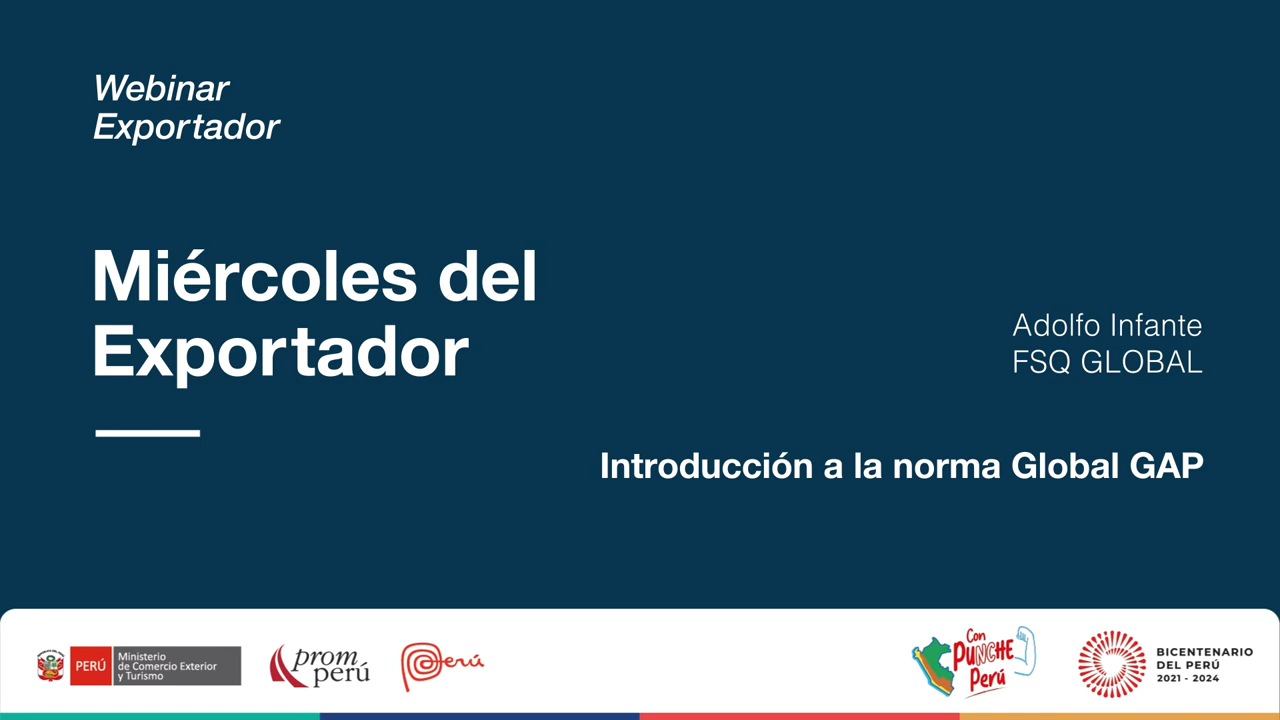 Webinar
Exportador
Miércoles del
Exportador
Adolfo Infante
FSQ GLOBAL
Introducción a la norma Global GAP
PERÚ
Ministerio
de Comercio Exterior
y Turismo
prom
perú
Perú
Con
PUNCHE
Perú
BICENTENARIO
DEL PERÚ
2021 - 2024